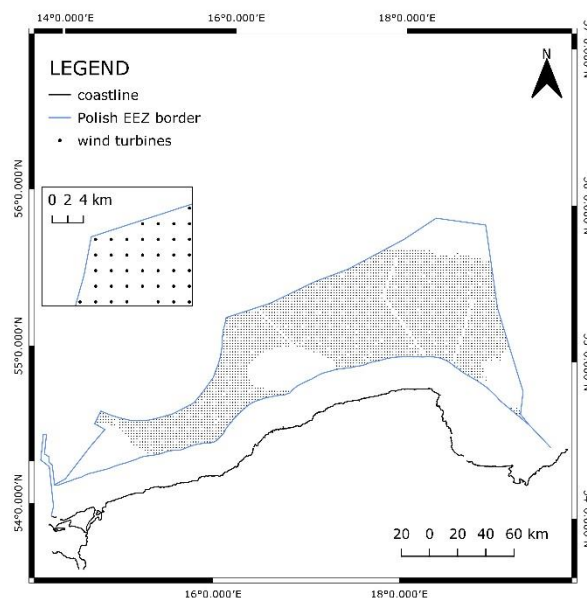 14°0.000'E 16°0.000'E 18°0.000'E
LEGEND
coastline
Polish EEZ border
wind turbines
N
0 2 4 km
56°0.000'N
55°0.000'N
54°0.000'N
20 0 20 40 60 km
16°0.000'E 18°0.000'E